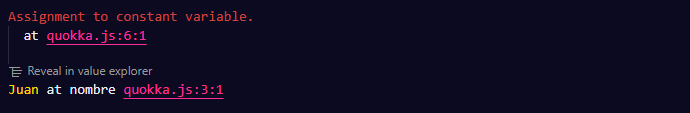 Assignment to constant variable.
at quokka.js:6:1
Reveal in value explorer
Juan at nombre quokka.js:3:1